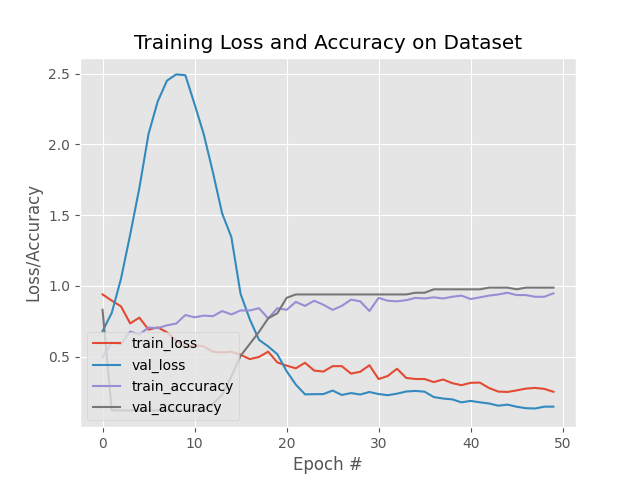 Training Loss and Accuracy on Dataset
Loss/Accuracy
2.5
2.0
1.5
1.0
0.5
train_loss
val_loss
train_accuracy
val_accuracy
0 10 20 30 40 50
Epoch #